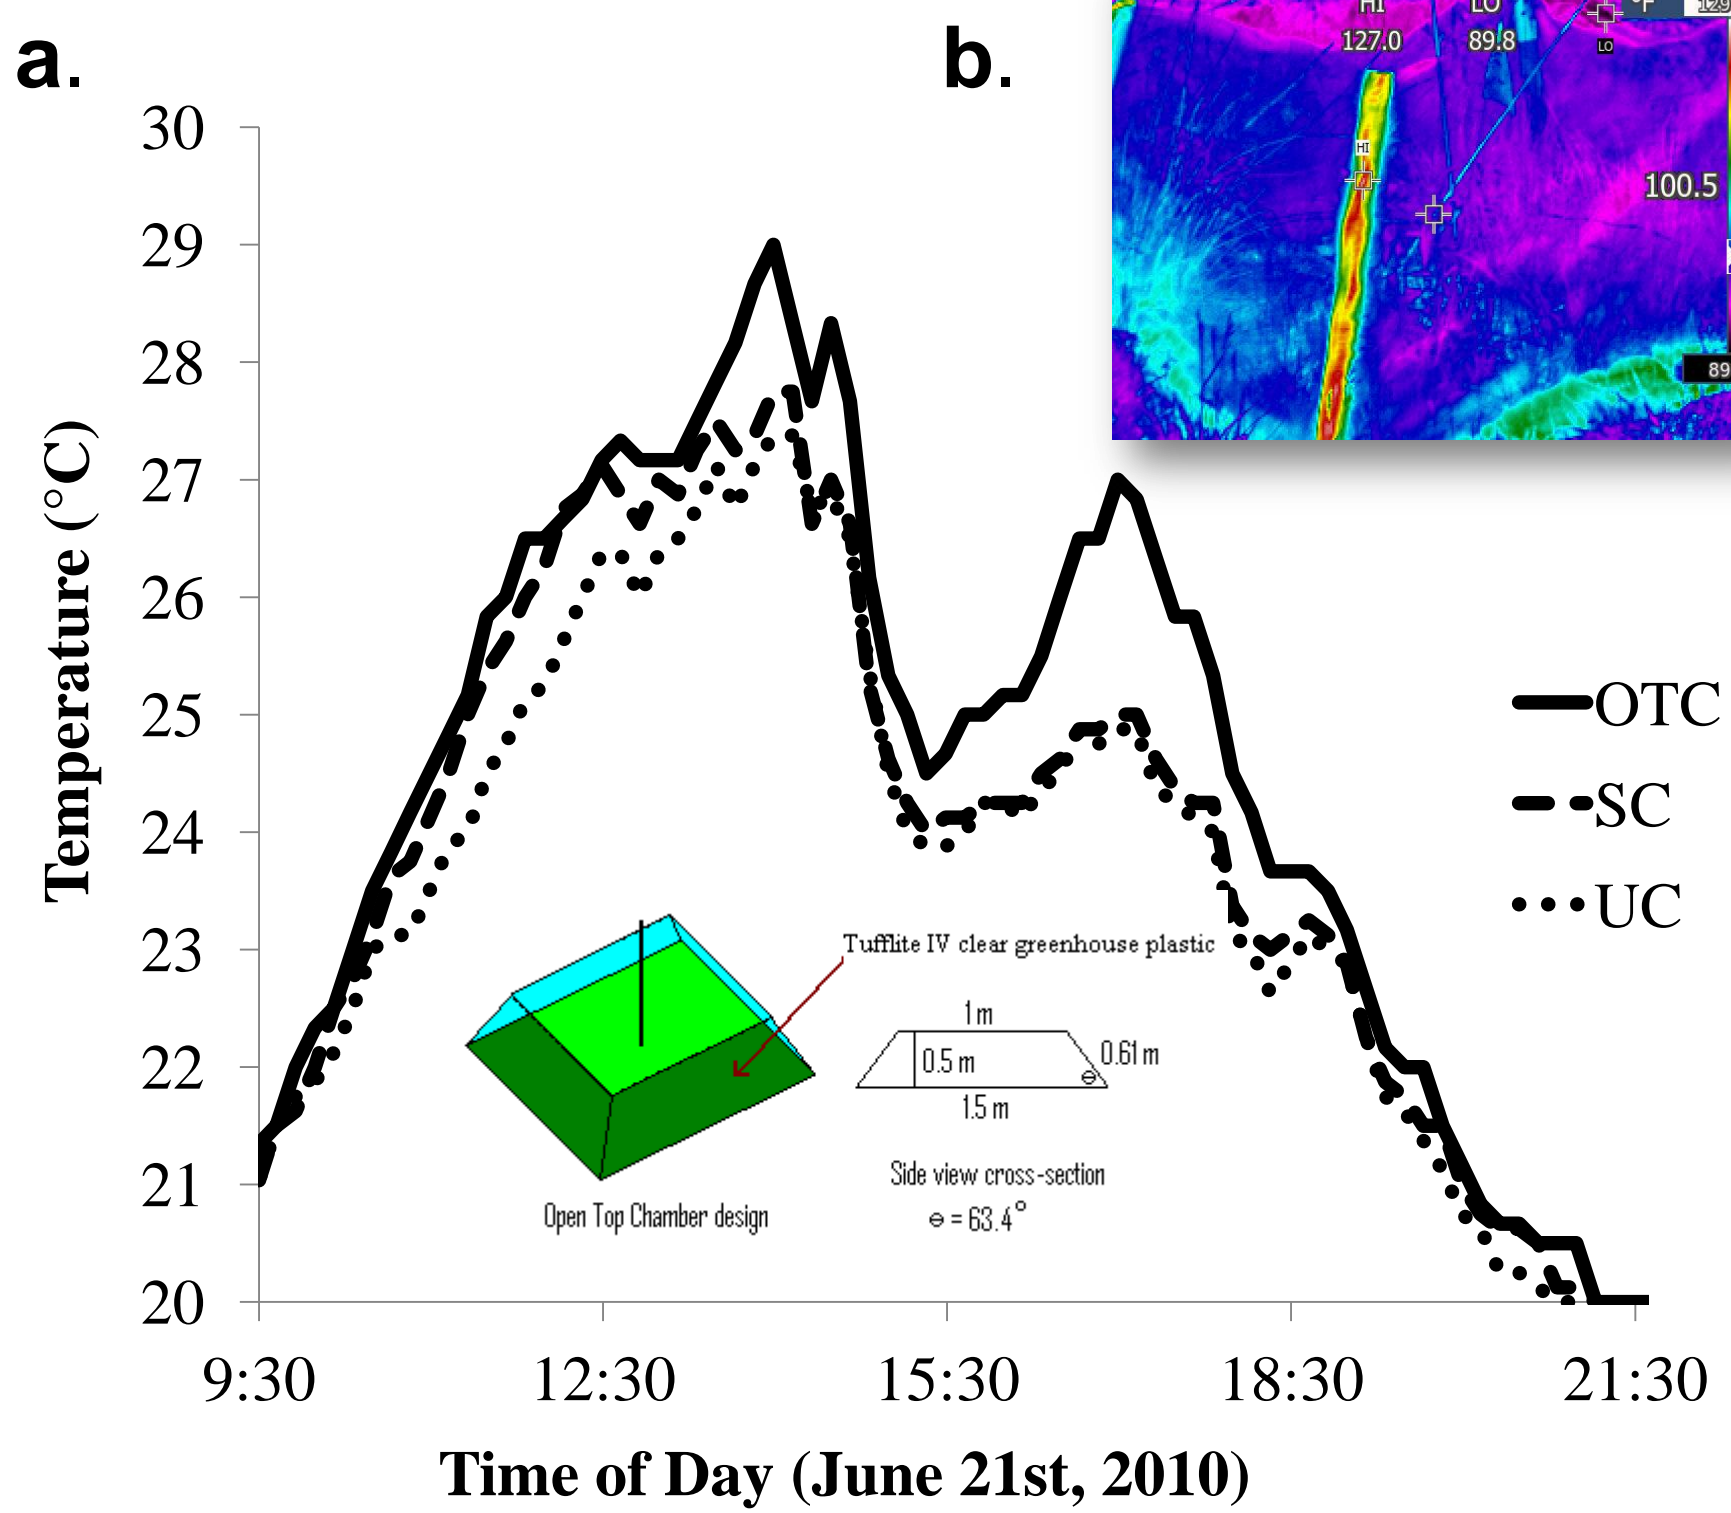 a.
b.
HI
LO
°F
129
127.0
89.8
LO
HI
100.5
89
30
29
28
27
26
25
24
23
22
21
20
Temperature (°C)
OTC
SC
UC
Tufflite IV clear greenhouse plastic
1 m
0.5 m
0.61 m
1.5 m
Side view cross-section
Open Top Chamber design
ɵ = 63.4°
9:30
12:30
15:30
18:30
21:30
Time of Day (June 21st, 2010)